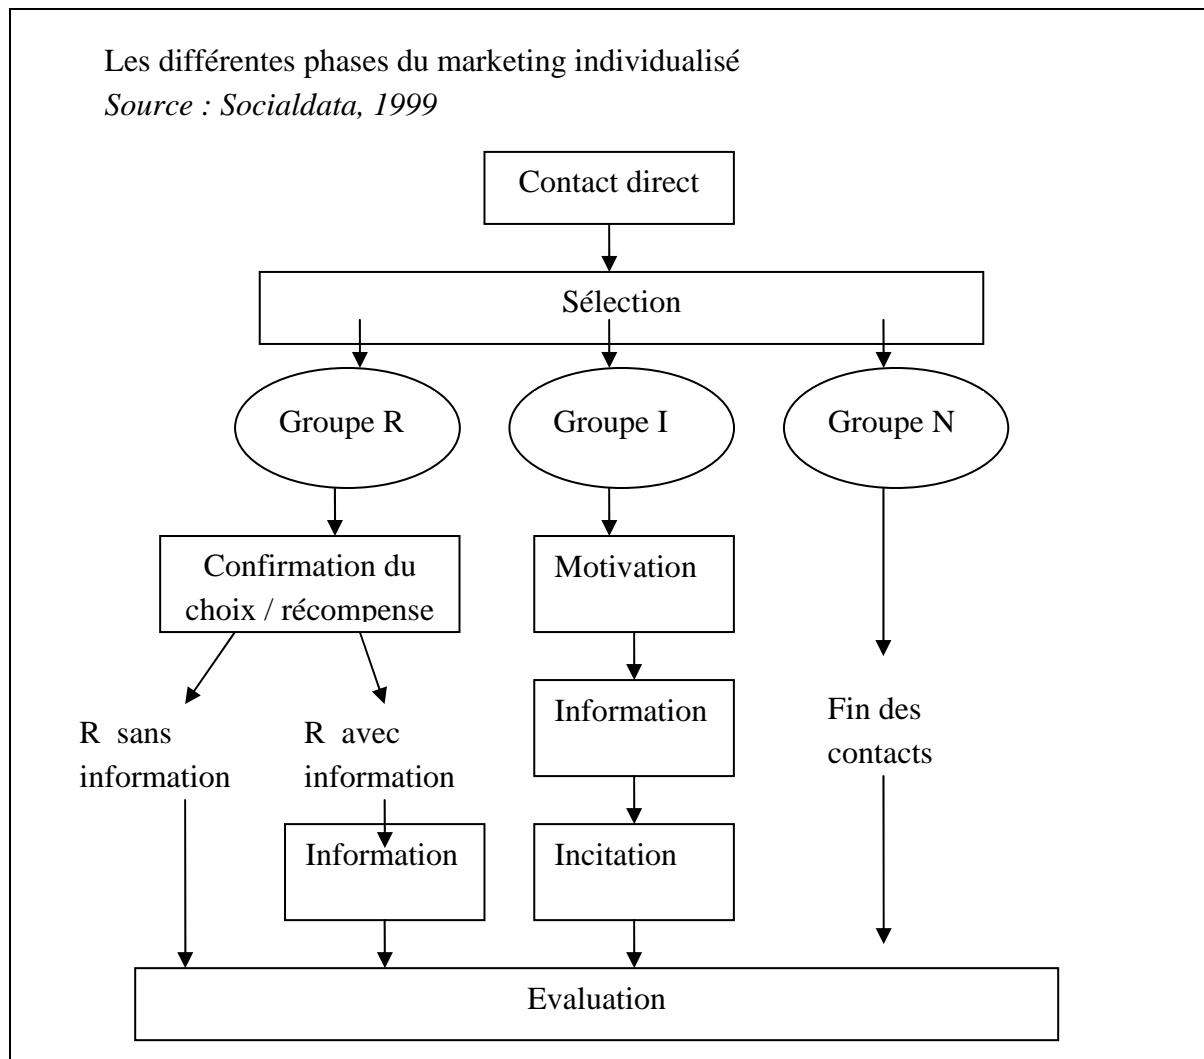 Les différentes phases du marketing individualisé
Source : Socialdata, 1999
Contact direct
Sélection
Groupe R
Groupe I
Groupe N
Confirmation du
choix / récompense
Motivation
R sans
information
R avec
information
Information
Fin des
contacts
Information
Incitation
Evaluation